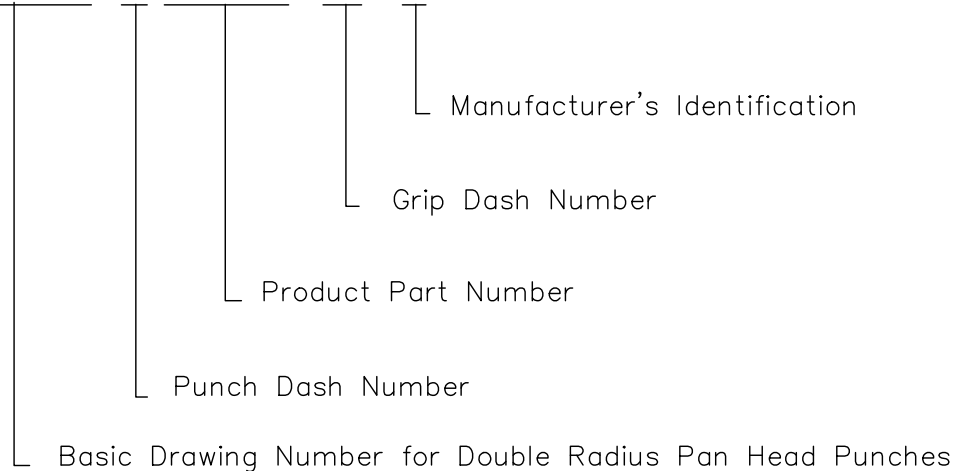 Manufacturer's Identification
Grip Dash Number
Product Part Number
Punch Dash Number
Basic Drawing Number for Double Radius Pan Head Punches